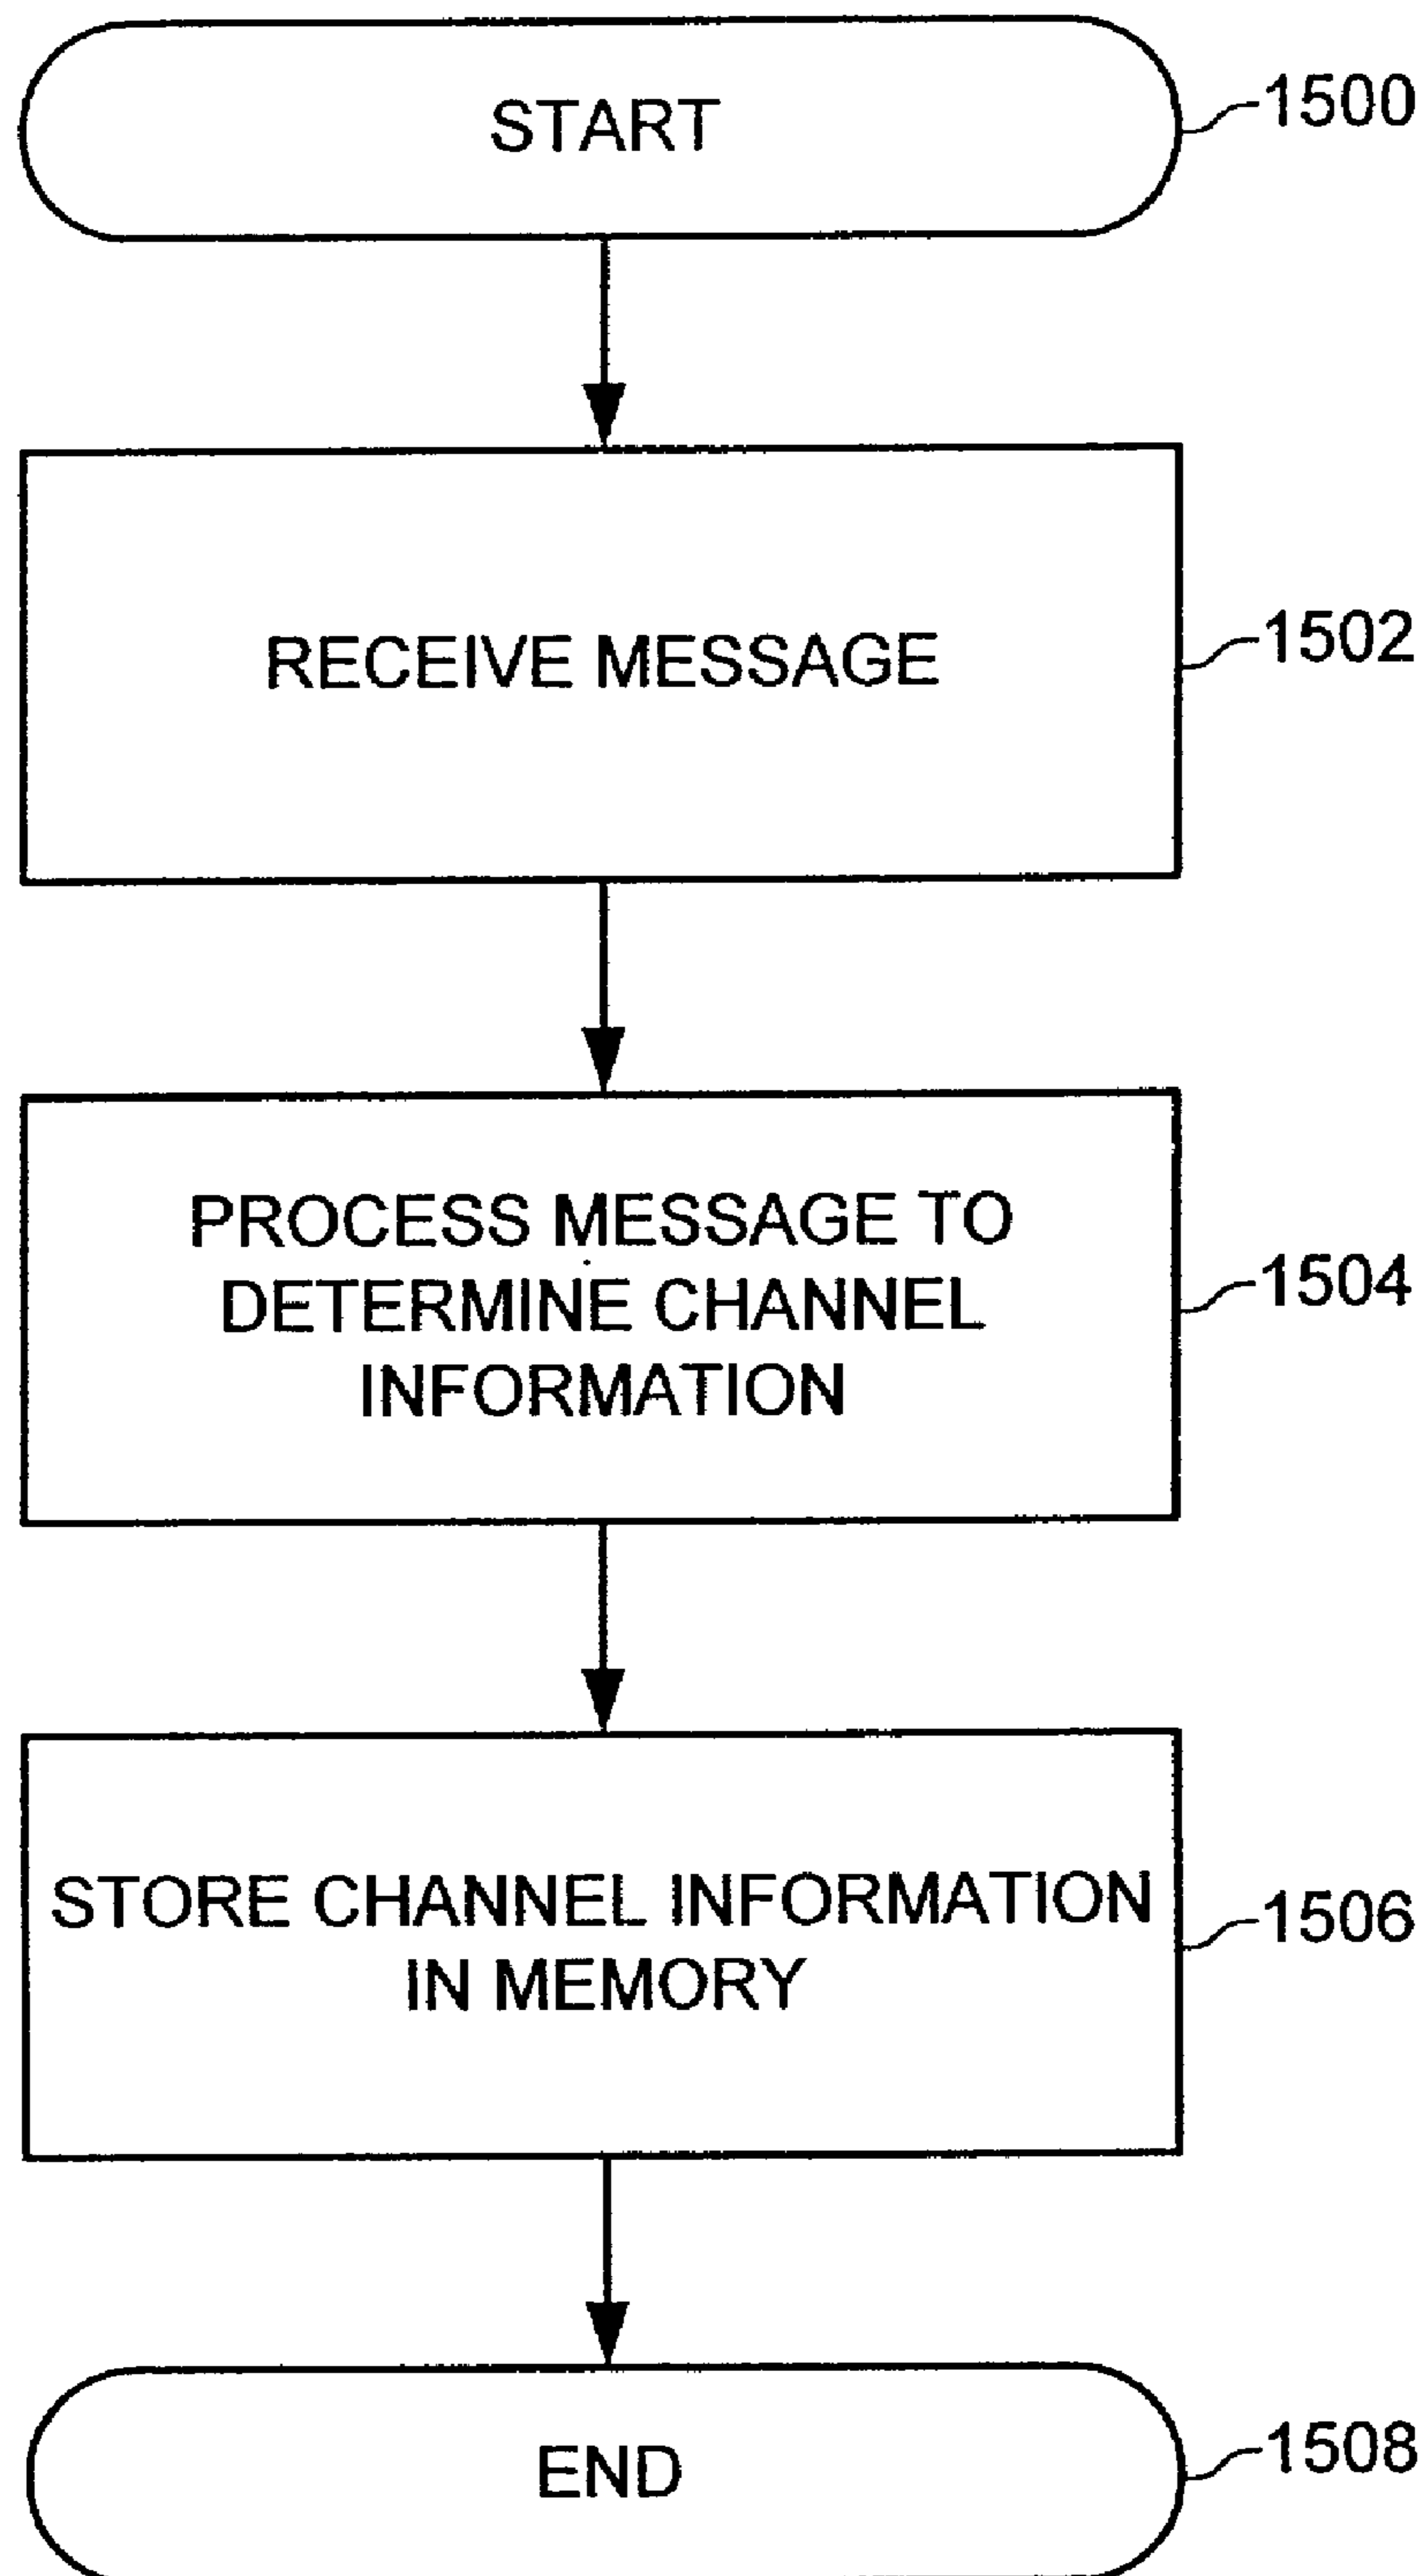 START
1500
RECEIVE MESSAGE
1502
PROCESS MESSAGE TO
DETERMINE CHANNEL
INFORMATION
1504
STORE CHANNEL INFORMATION
IN MEMORY
1506
END
1508